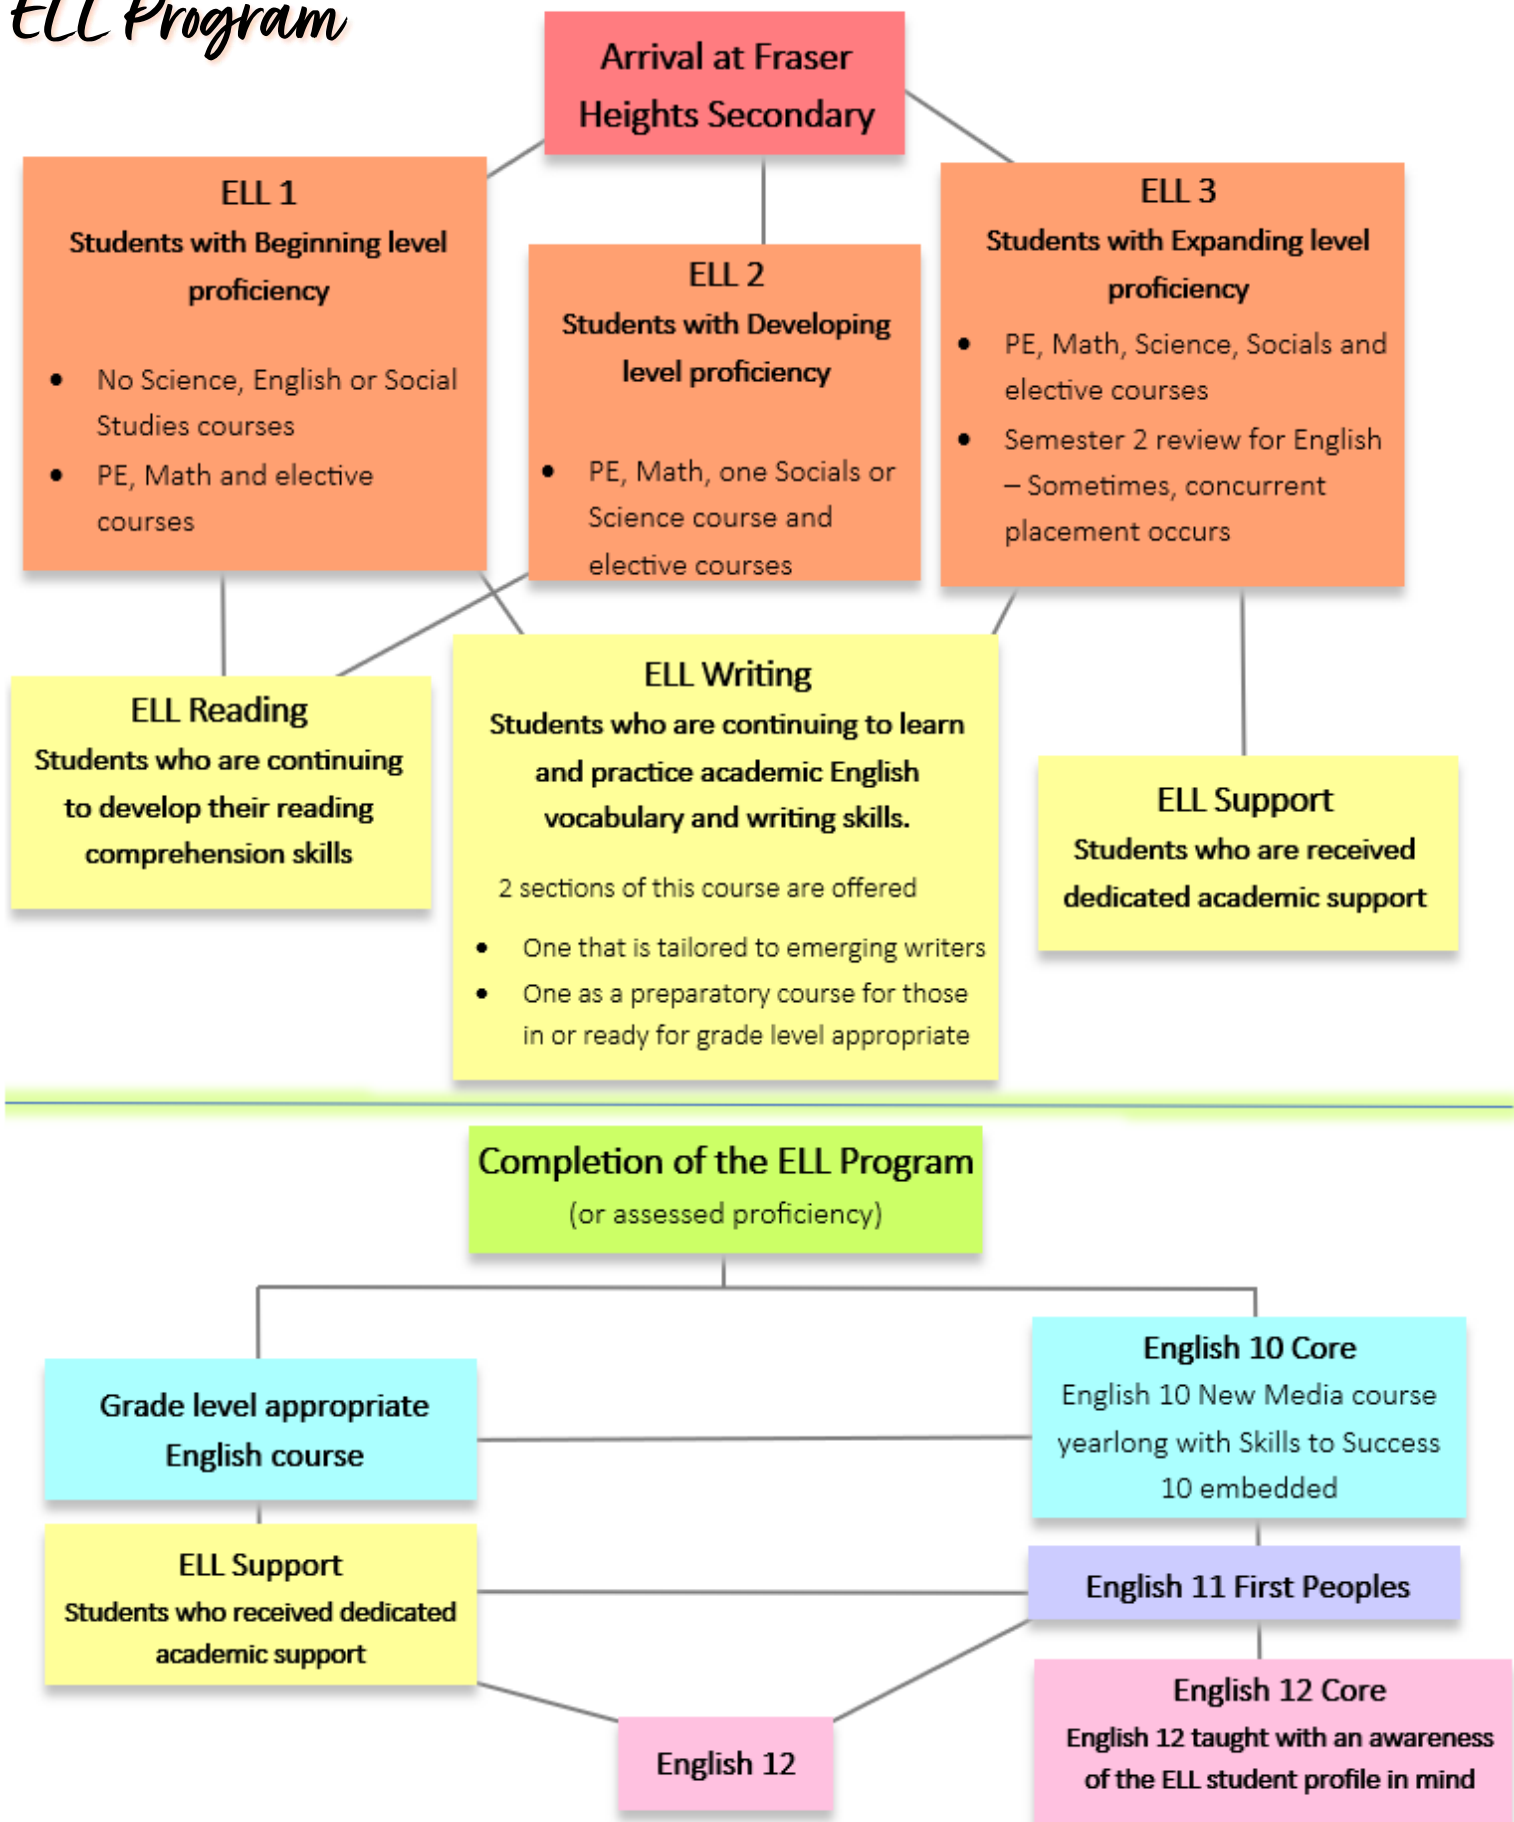 ELL Program
Arrival at Fraser
Heights Secondary
ELL 1
Students with Beginning level
proficiency
• No Science, English or Social
Studies courses
• PE, Math and elective
courses
ELL 2
Students with Developing
level proficiency
• PE, Math, one Socials or
Science course and
elective courses
ELL 3
Students with Expanding level
proficiency
• PE, Math, Science, Socials and
elective courses
• Semester 2 review for English
– Sometimes, concurrent
placement occurs
ELL Reading
Students who are continuing
to develop their reading
comprehension skills
ELL Writing
Students who are continuing to learn
and practice academic English
vocabulary and writing skills.
2 sections of this course are offered
• One that is tailored to emerging writers
• One as a preparatory course for those
in or ready for grade level appropriate
ELL Support
Students who are received
dedicated academic support
Completion of the ELL Program
(or assessed proficiency)
Grade level appropriate
English course
English 10 Core
English 10 New Media course
yearlong with Skills to Success
10 embedded
ELL Support
Students who received dedicated
academic support
English 11 First Peoples
English 12
English 12 Core
English 12 taught with an awareness
of the ELL student profile in mind